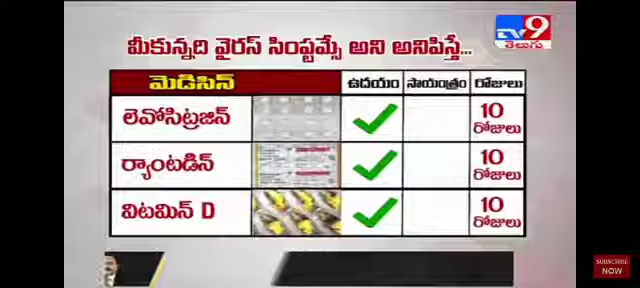 TV9
తెలుగు
మీకున్నది వైరస్ సింప్టమ్సే అని అనిపిస్తే...
మెడిసిన్ ఉదయం సాయంత్రం రోజులు
లెవోసిట్రజిన్ 10 రోజులు
ర్యాంటడిన్ 10 రోజులు
విటమిన్ D 10 రోజులు
SUBSCRIBE
NOW